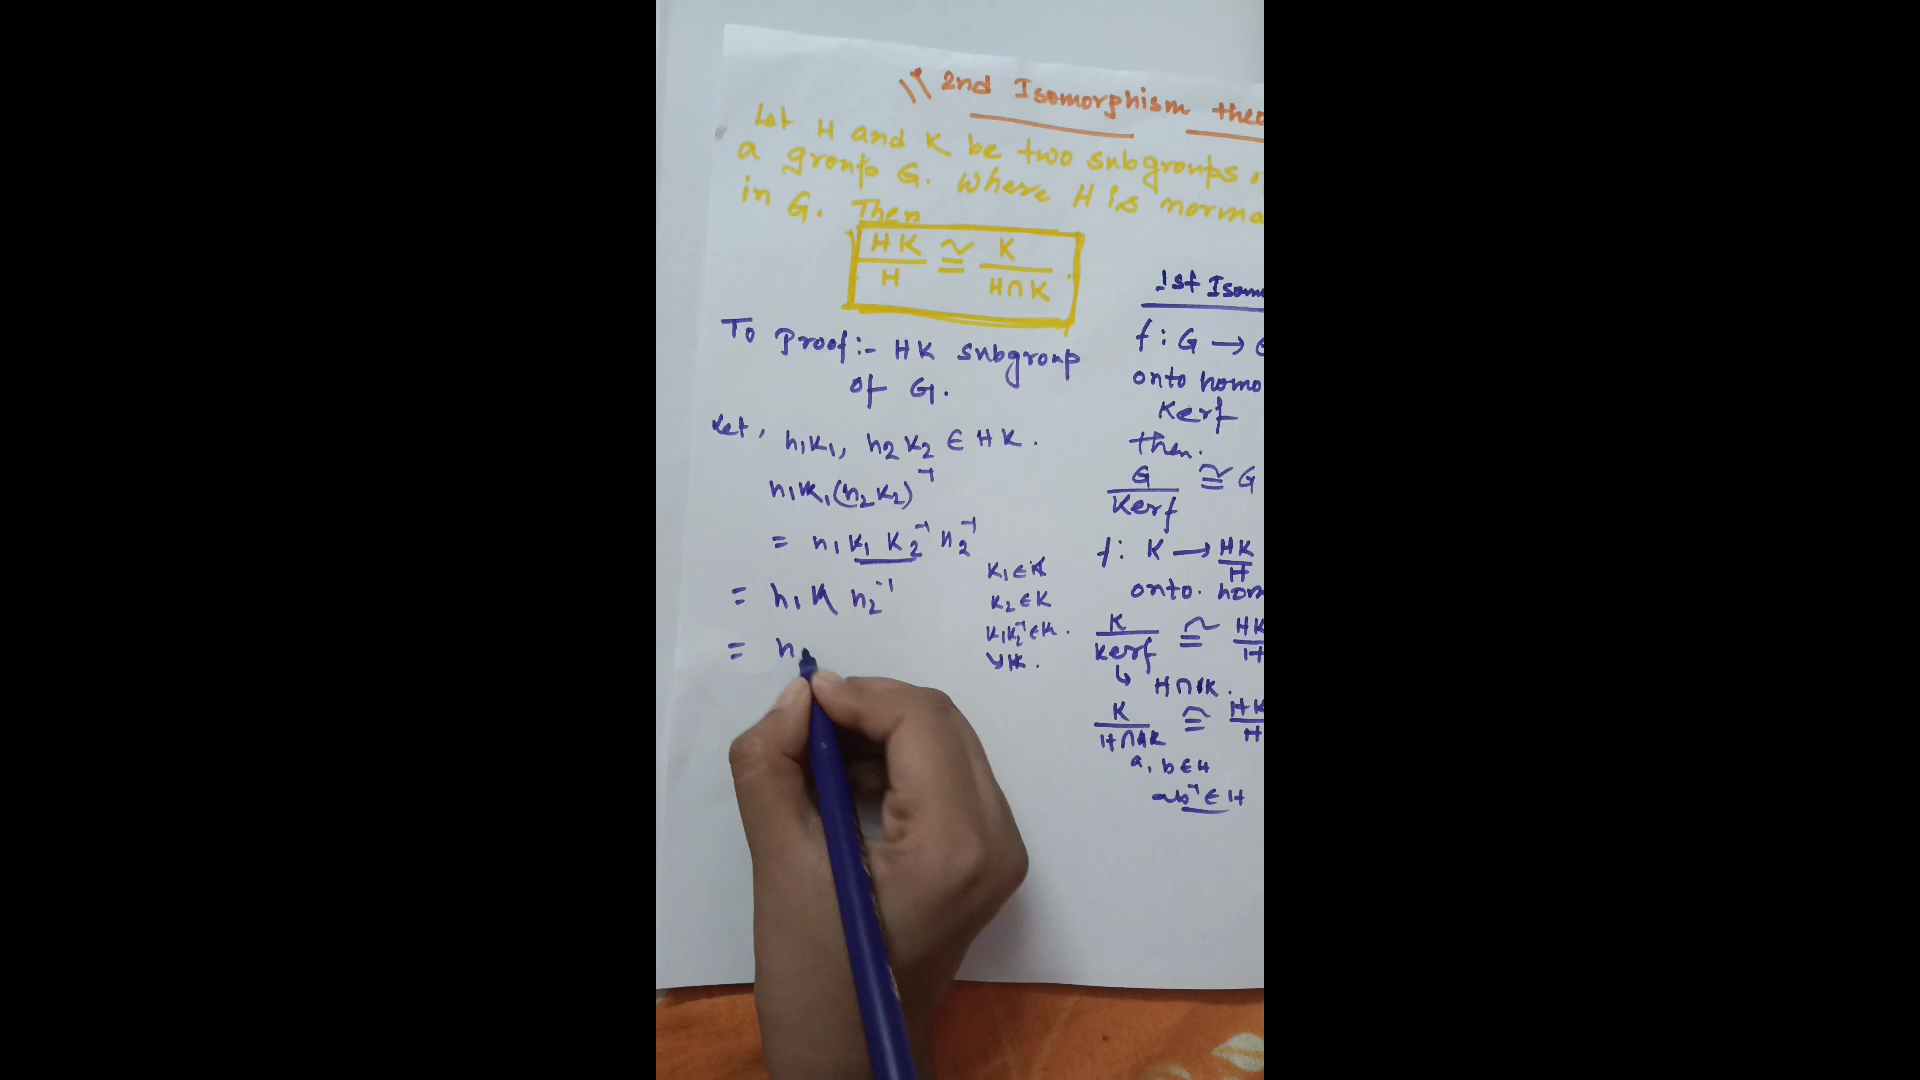 2nd Isomorphism theo
Let H and K be two subgroups
a group G. Where H is norma
in G. Then
HK/H ≅ K/H∩K .
To Proof:- HK subgroup
of G.
Let, h₁k₁, h₂k₂ ∈ HK.
h₁k₁(h₂k₂)⁻¹
= h₁k₁ k₂⁻¹ h₂⁻¹
= h₁ k h₂⁻¹
= h
k₁ ∈ K
k₂ ∈ K
k₁k₂⁻¹ ∈ K.
↳ k.
1st Isom
f : G →
onto homo
Kerf
then.
G/Kerf ≅ G
f: K → HK/H
onto. hom
K/Kerf ≅ HK/H
↳ H∩K.
K/H∩K ≅ HK/H
a, b ∈ H
ab⁻¹ ∈ H